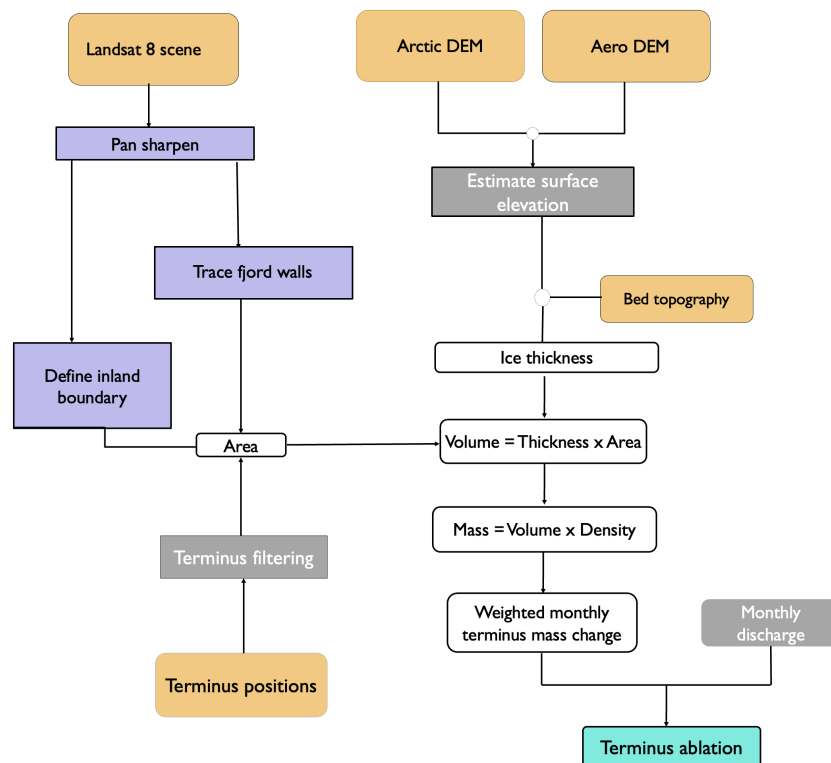 Landsat 8 scene
Arctic DEM
Aero DEM
Pan sharpen
Estimate surface
elevation
Trace fjord walls
Bed topography
Ice thickness
Define inland
boundary
Area
Volume = Thickness x Area
Mass = Volume x Density
Terminus filtering
Weighted monthly
terminus mass change
Monthly
discharge
Terminus positions
Terminus ablation